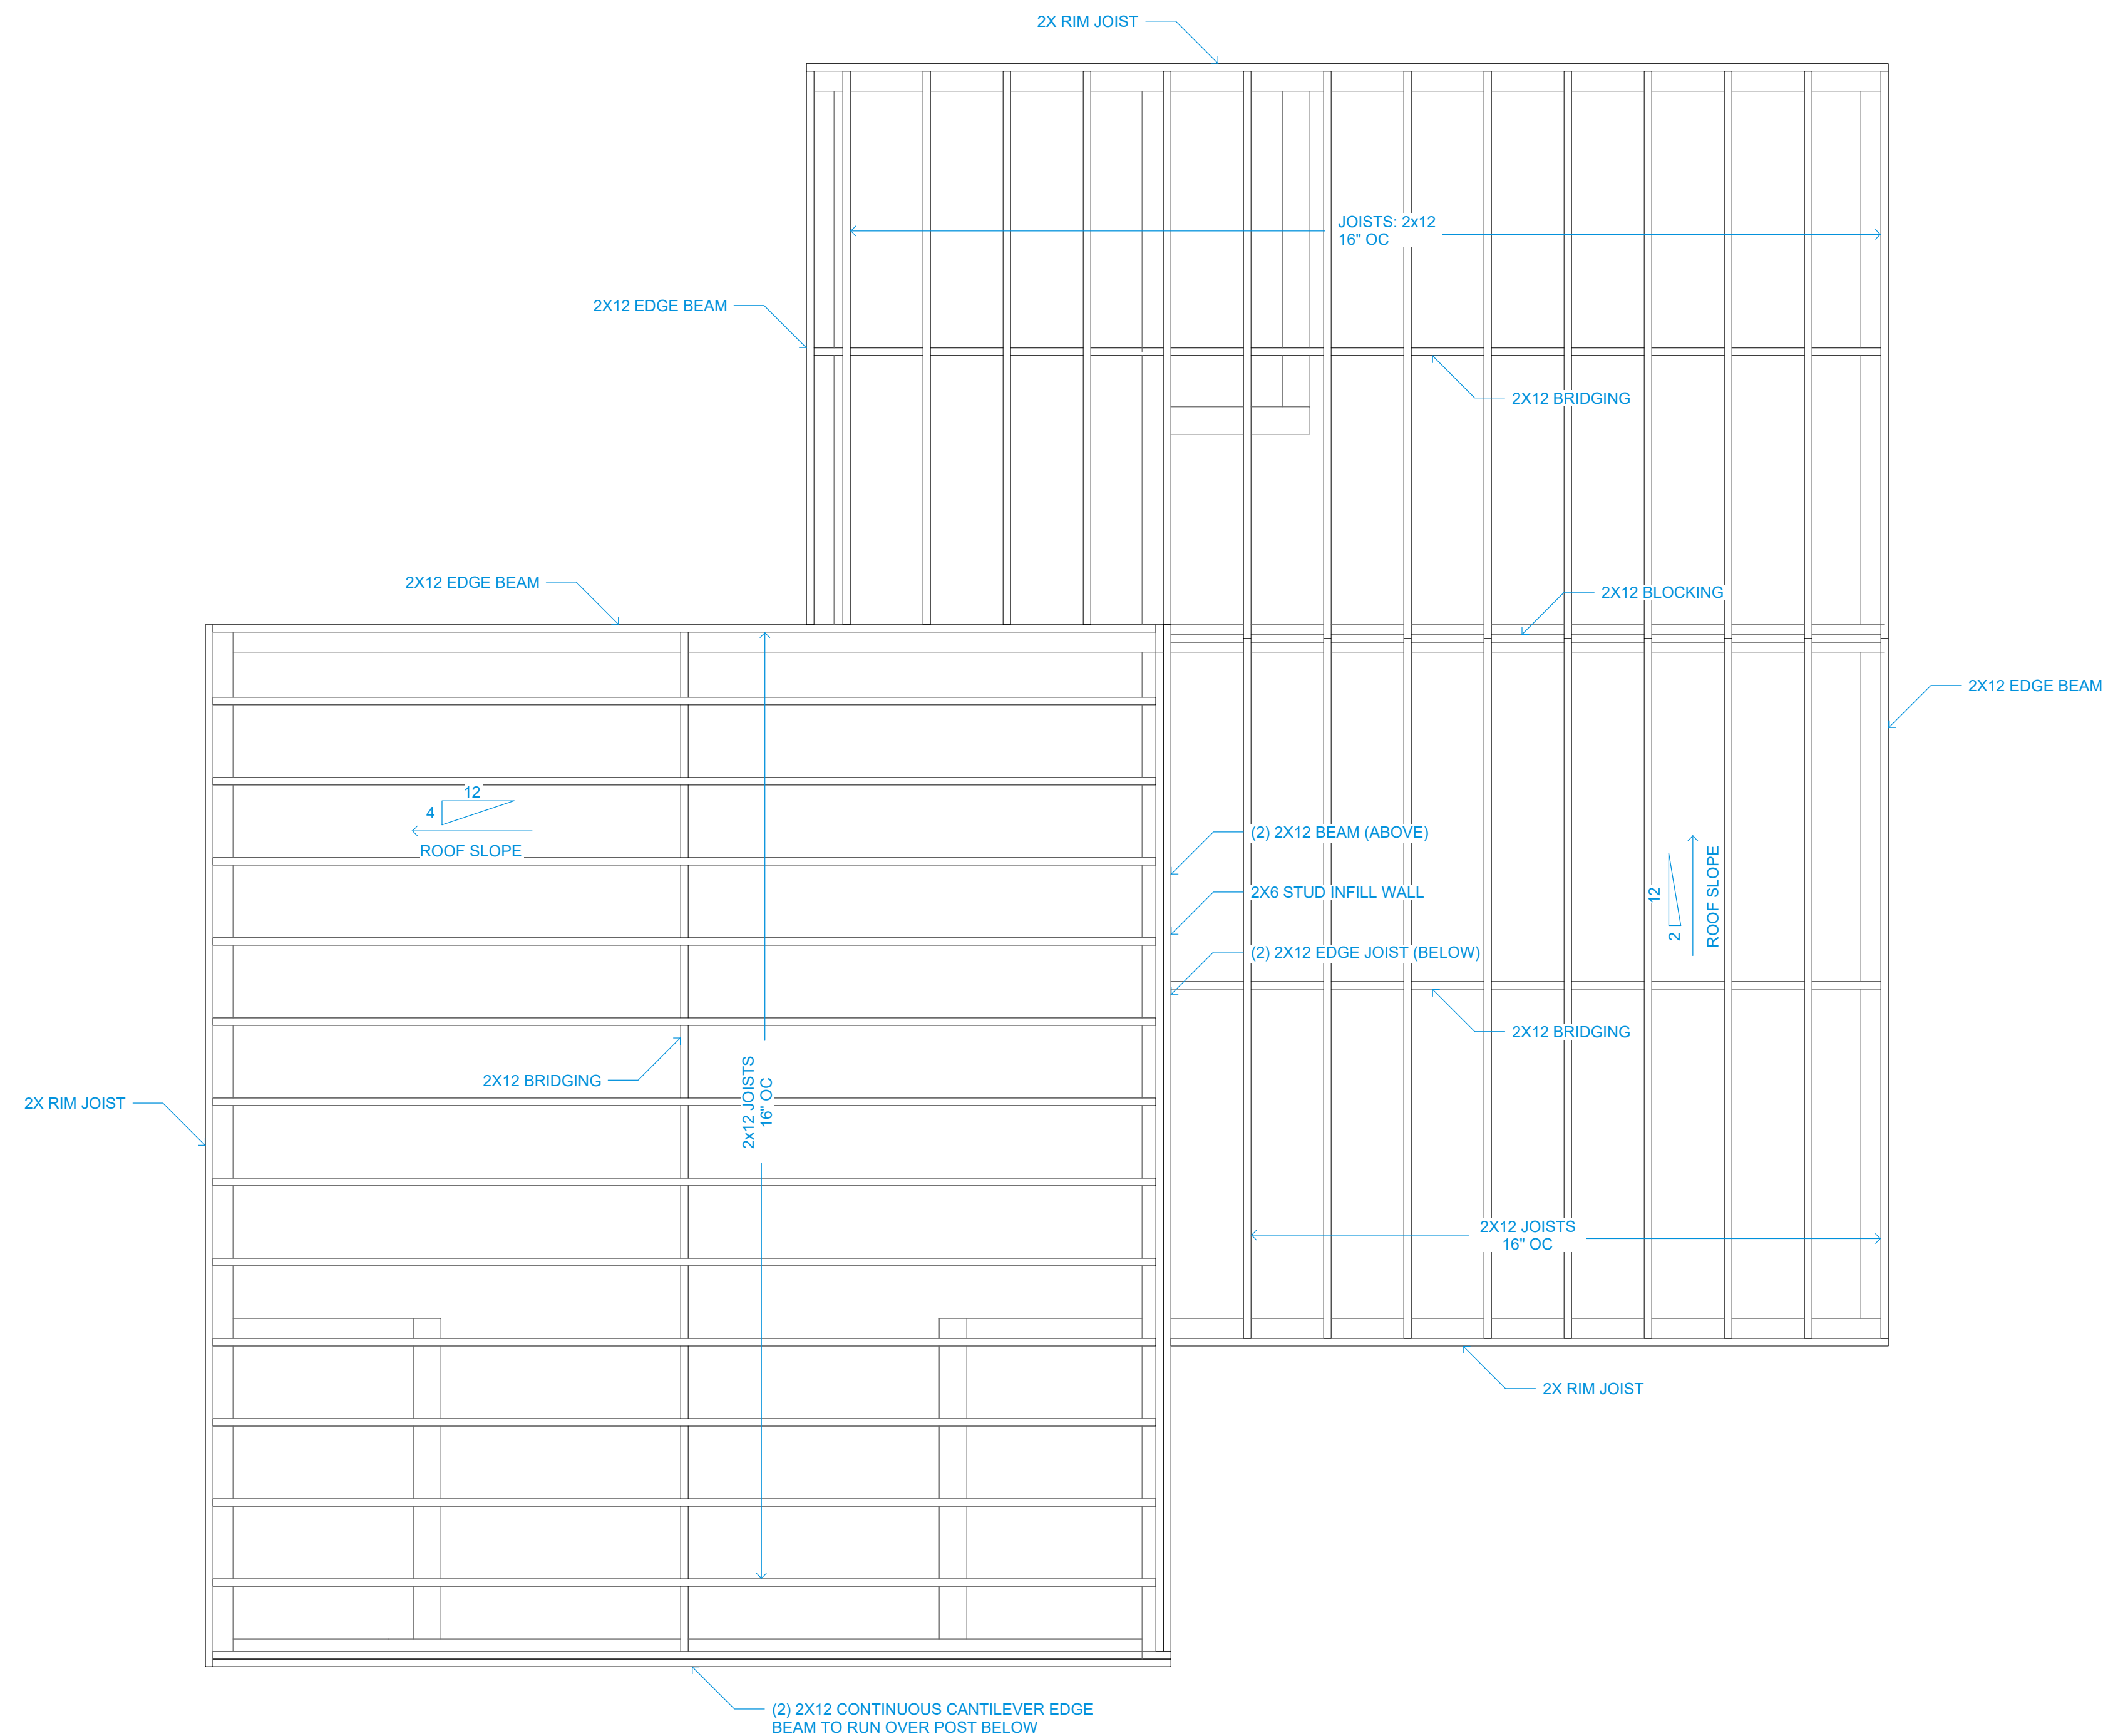 2X RIM JOIST
JOISTS: 2x12
16" OC
2X12 EDGE BEAM
2X12 BRIDGING
2X12 EDGE BEAM
2X12 BLOCKING
2X12 EDGE BEAM
12
4
ROOF SLOPE
(2) 2X12 BEAM (ABOVE)
2X6 STUD INFILL WALL
(2) 2X12 EDGE JOIST (BELOW)
12
2
ROOF SLOPE
2X12 BRIDGING
2X12 BRIDGING
2x12 JOISTS
16" OC
2X RIM JOIST
2X12 JOISTS
16" OC
2X RIM JOIST
(2) 2X12 CONTINUOUS CANTILEVER EDGE
BEAM TO RUN OVER POST BELOW